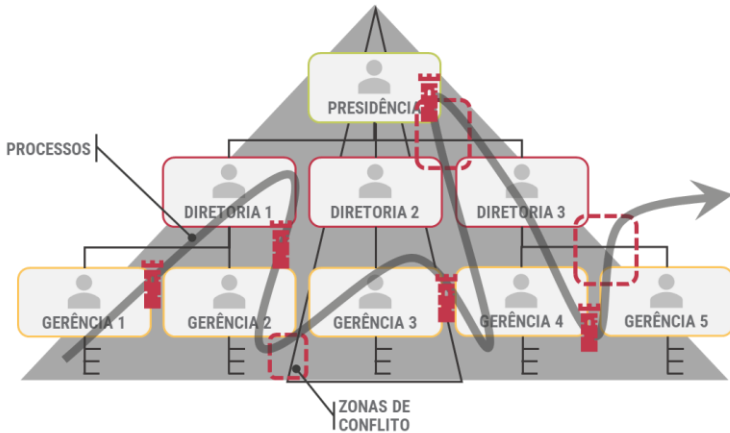 PRESIDÊNCIA
PROCESSOS
DIRETORIA 1
DIRETORIA 2
DIRETORIA 3
GERÊNCIA 1
GERÊNCIA 2
GERÊNCIA 3
GERÊNCIA 4
GERÊNCIA 5
ZONAS DE
CONFLITO